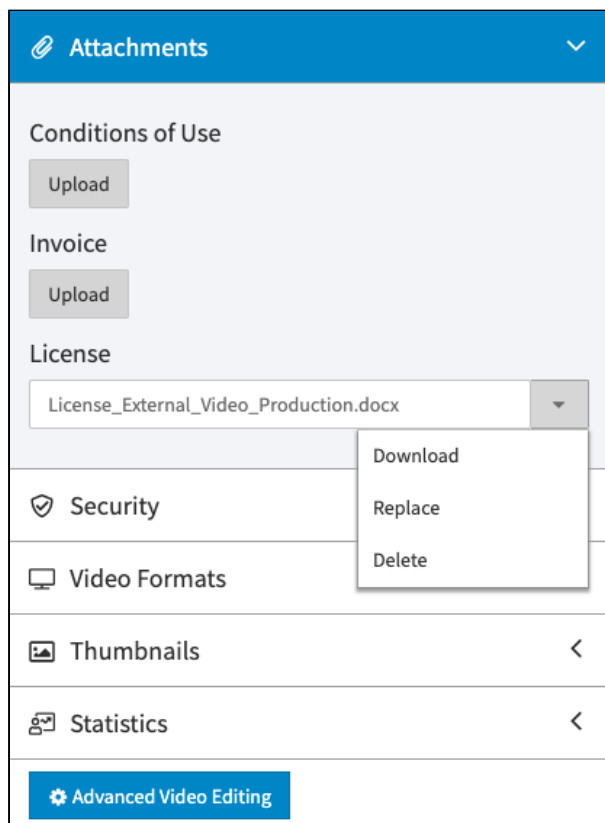 Attachments
Conditions of Use
Upload
Invoice
Upload
License
License_External_Video_Production.docx
Download
Security
Replace
Delete
Video Formats
Thumbnails
Statistics
Advanced Video Editing